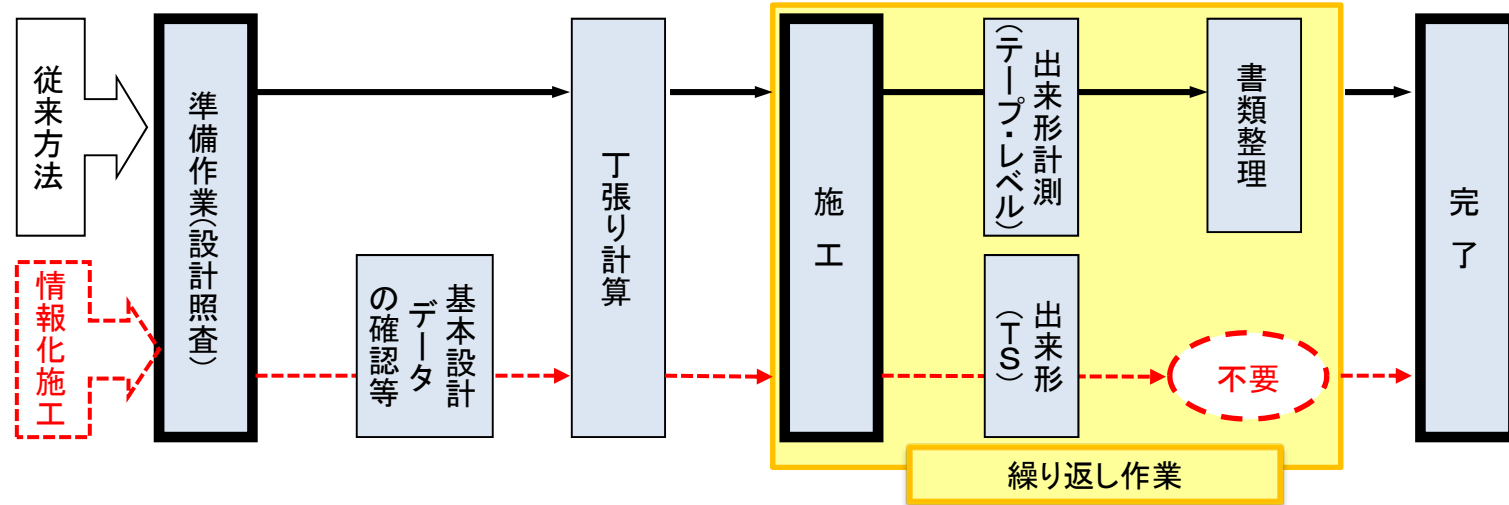 従来方法
情報化施工
準備作業(設計照査)
基本設計
データ
の確認等
丁張り計算
施工
出来形計測
(テープ・レベル)
出来形
(TS)
書類整理
不要
繰り返し作業
完了